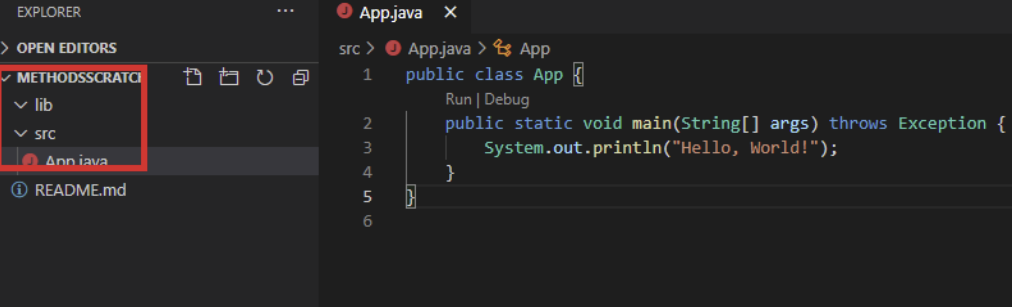 EXPLORER ···
OPEN EDITORS
METHODSSCRATCH
lib
src
App.java
README.md
App.java ×
src > App.java > App
1 public class App {
Run | Debug
2 public static void main(String[] args) throws Exception {
3 System.out.println("Hello, World!");
4 }
5 }
6